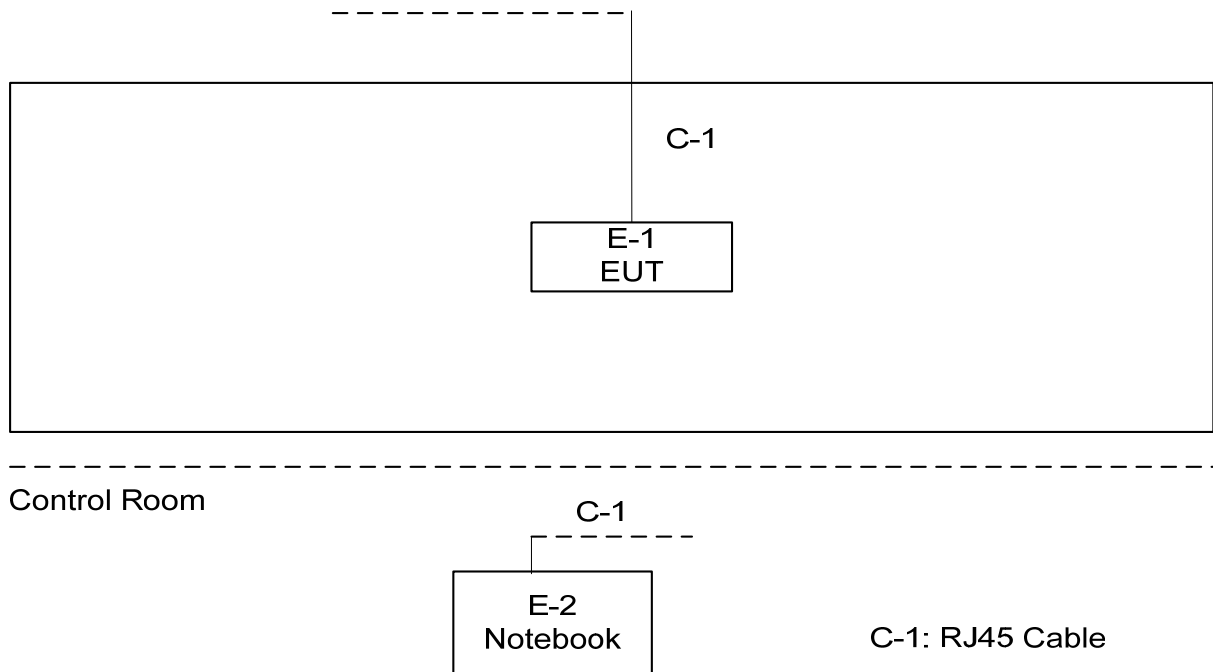 C-1
E-1
EUT
Control Room
C-1
E-2
Notebook
C-1: RJ45 Cable